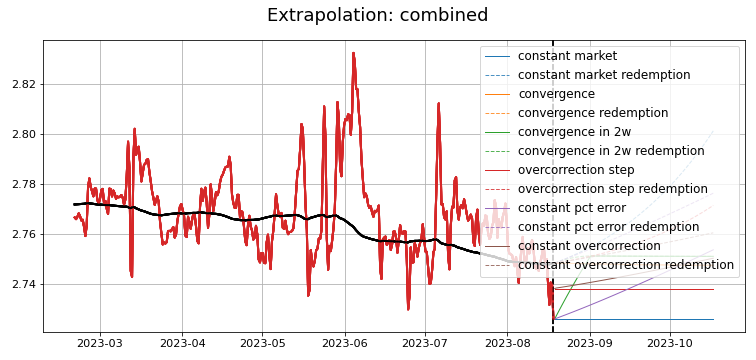 Extrapolation: combined
constant market
constant market redemption
convergence
convergence redemption
convergence in 2w
convergence in 2w redemption
overcorrection step
overcorrection step redemption
constant pct error
constant pct error redemption
constant overcorrection
constant overcorrection redemption
2.82
2.80
2.78
2.76
2.74
2023-03 2023-04 2023-05 2023-06 2023-07 2023-08 2023-09 2023-10